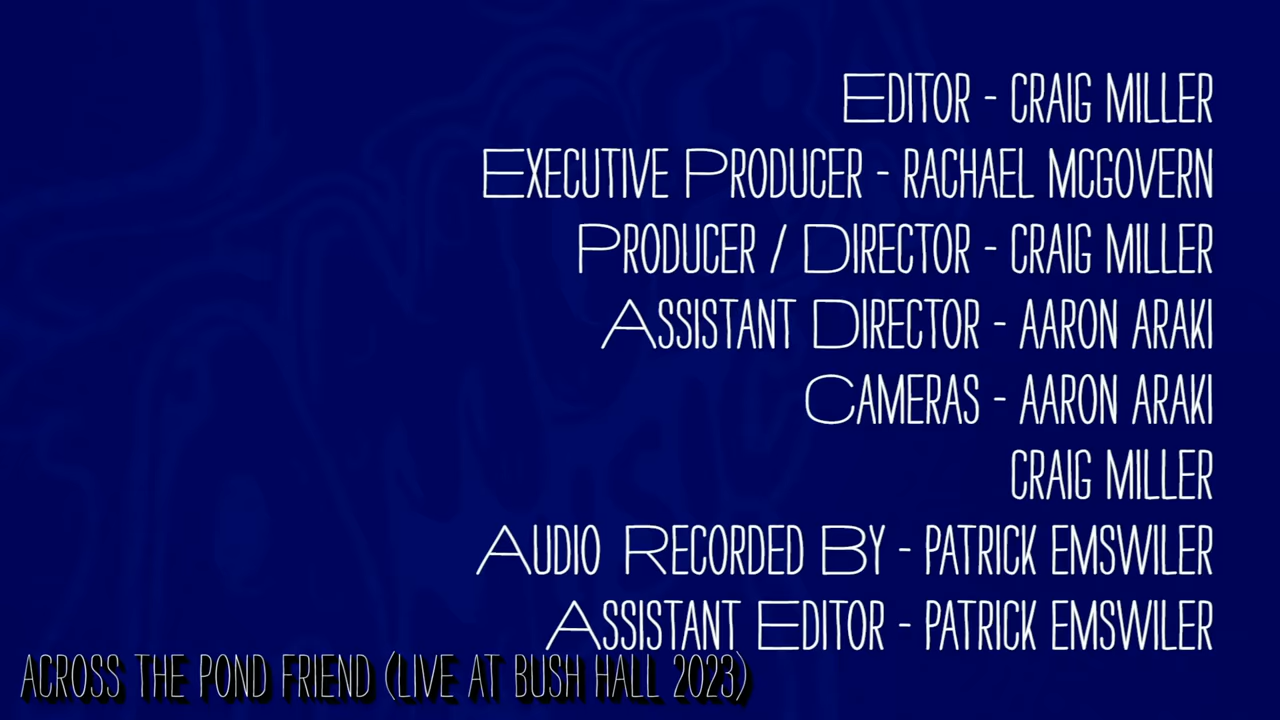 EDITOR - CRAIG MILLER
EXECUTIVE PRODUCER - RACHAEL MCGOVERN
PRODUCER / DIRECTOR - CRAIG MILLER
ASSISTANT DIRECTOR - AARON ARAKI
CAMERAS - AARON ARAKI
CRAIG MILLER
AUDIO RECORDED BY - PATRICK EMSWILER
ASSISTANT EDITOR - PATRICK EMSWILER
ACROSS THE POND FRIEND (LIVE AT BUSH HALL 2023)